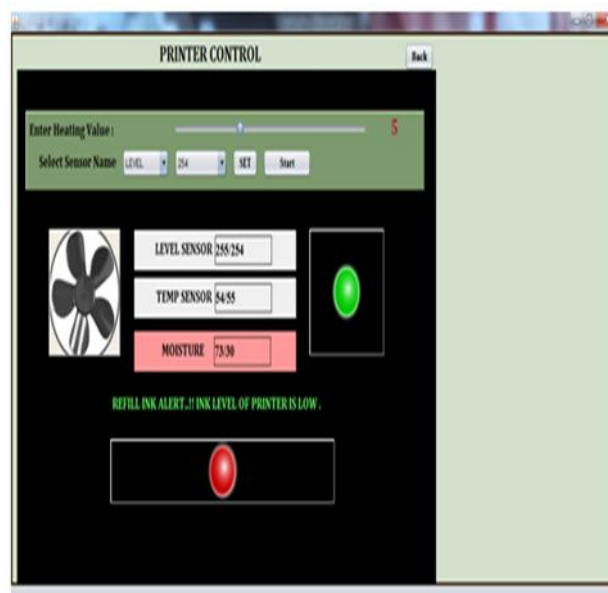 PRINTER CONTROL
Back
Enter Heating Value :
5
Select Sensor Name LEVEL 254 SET Start
LEVEL SENSOR 255/254
TEMP SENSOR 54/55
MOISTURE 73/30
REFILL INK ALERT..!! INK LEVEL OF PRINTER IS LOW .